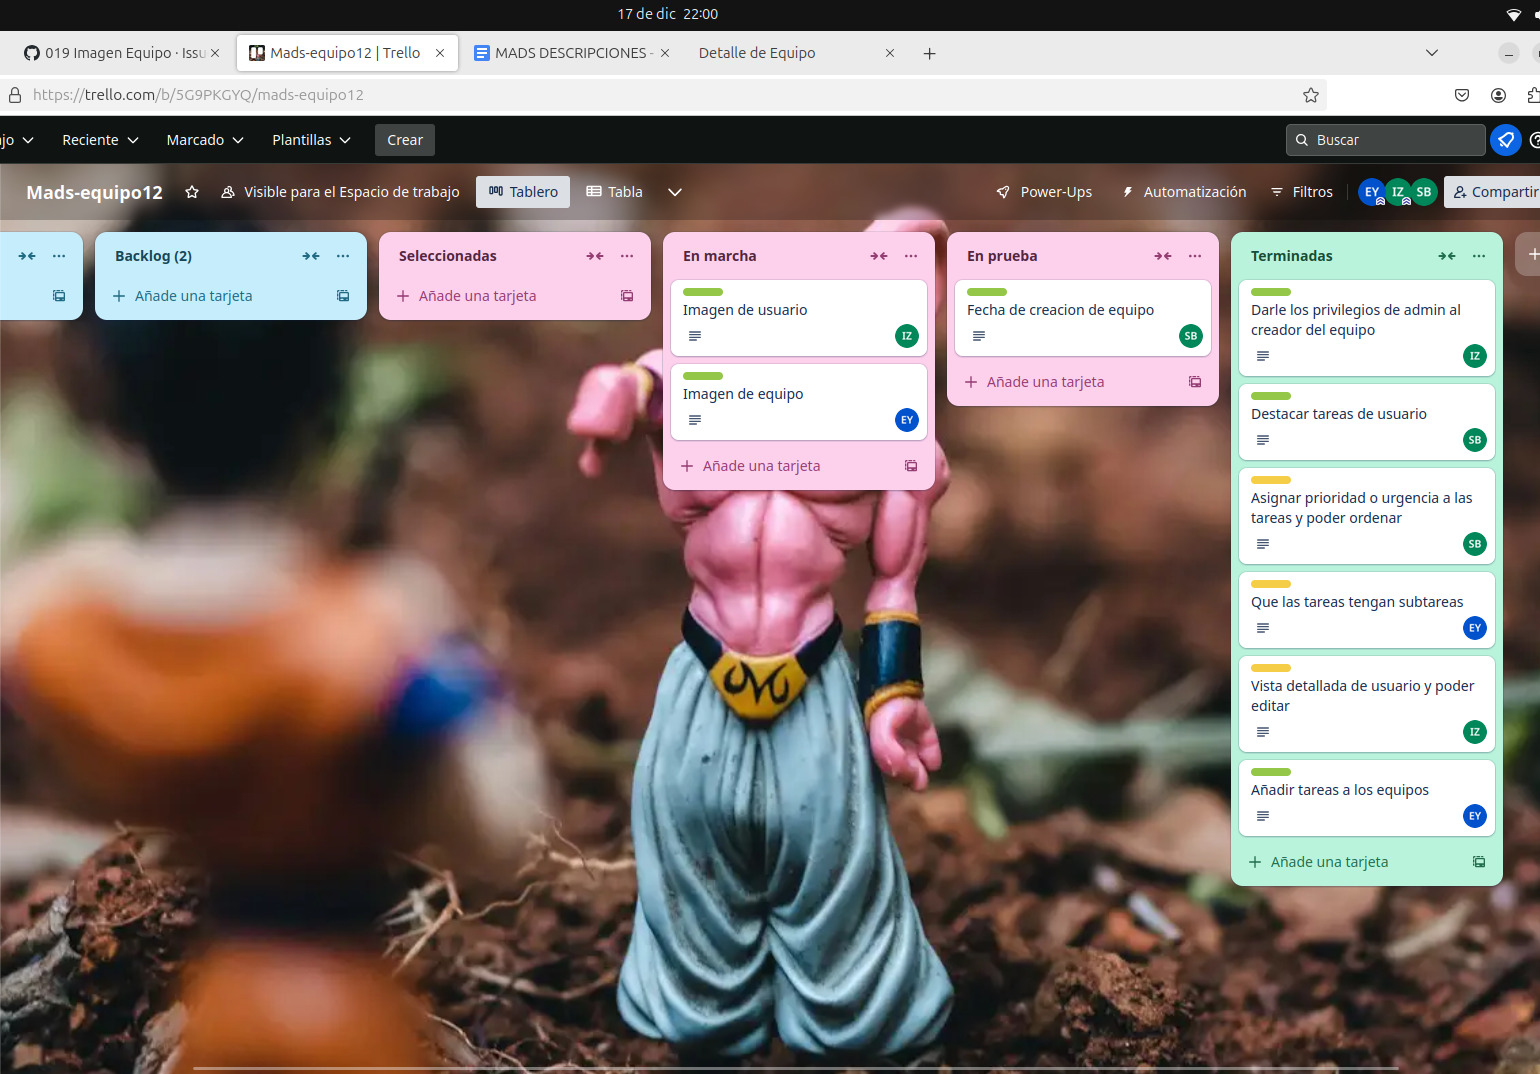 17 de dic 22:00
019 Imagen Equipo · Issu
Mads-equipo12 | Trello
MADS DESCRIPCIONES -
Detalle de Equipo
https://trello.com/b/5G9PKGYQ/mads-equipo12
jo
Reciente
Marcado
Plantillas
Crear
Buscar
Mads-equipo12
Visible para el Espacio de trabajo
Tablero
Tabla
Power-Ups
Automatización
Filtros
EY
IZ
SB
Compartir
Backlog (2)
Añade una tarjeta
Seleccionadas
Añade una tarjeta
En marcha
Imagen de usuario
IZ
Imagen de equipo
EY
Añade una tarjeta
En prueba
Fecha de creacion de equipo
SB
Añade una tarjeta
Terminadas
Darle los privilegios de admin al
creador del equipo
IZ
Destacar tareas de usuario
SB
Asignar prioridad o urgencia a las
tareas y poder ordenar
SB
Que las tareas tengan subtareas
EY
Vista detallada de usuario y poder
editar
IZ
Añadir tareas a los equipos
EY
Añade una tarjeta